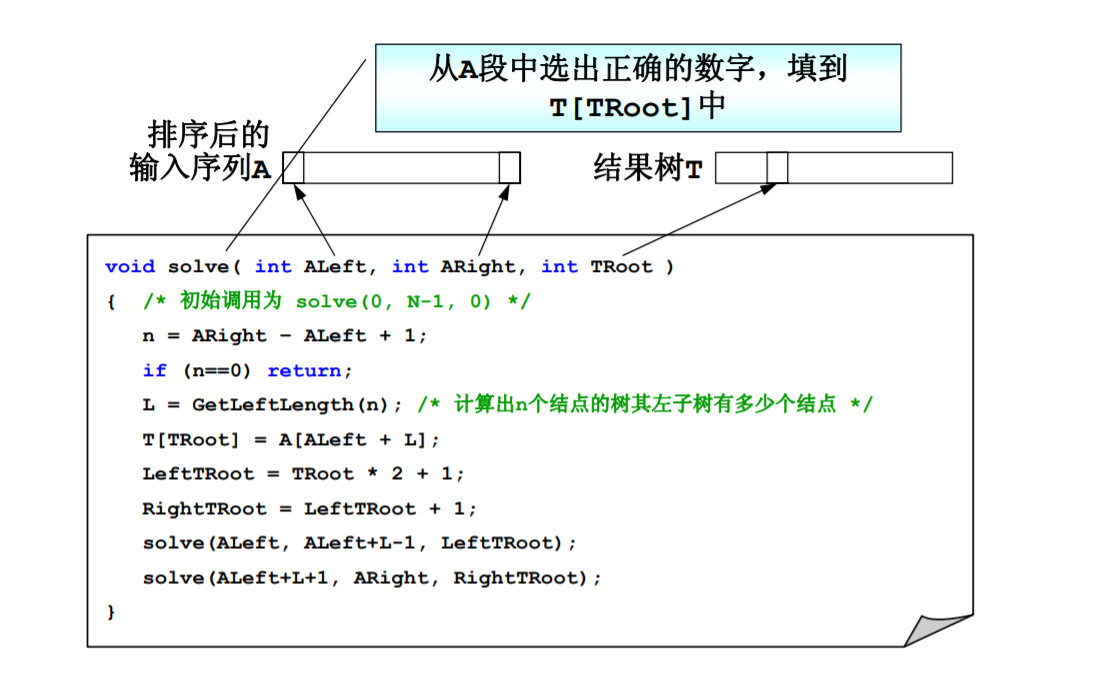 从A段中选出正确的数字，填到
T[TRoot]中
排序后的
输入序列A
结果树T
void solve( int ALeft, int ARight, int TRoot )
{ /* 初始调用为 solve(0, N-1, 0) */
n = ARight – ALeft + 1;
if (n==0) return;
L = GetLeftLength(n); /* 计算出n个结点的树其左子树有多少个结点 */
T[TRoot] = A[ALeft + L];
LeftTRoot = TRoot * 2 + 1;
RightTRoot = LeftTRoot + 1;
solve(ALeft, ALeft+L-1, LeftTRoot);
solve(ALeft+L+1, ARight, RightTRoot);
}